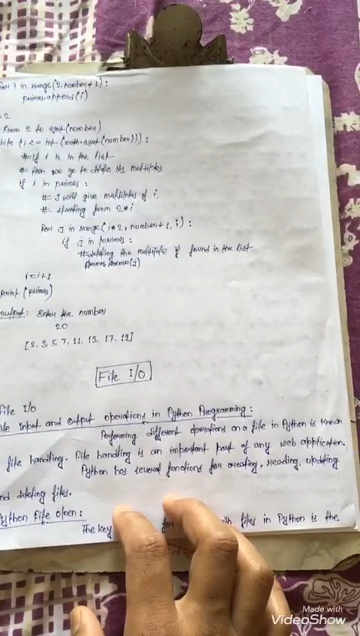 for i in range(2, number+1):
primes.append(i)
= 2
From 2 to sqrt(number)
while (i <= int (math.sqrt(number))):
# If i is in the list
# then we go to delete its multiples
if i in primes:
# J will give multiples of i,
# starting from 2*i
for J in range(i*2, number+1, i):
if J in primes:
# deleting the multiple if found in the list
primes.remove(J)
i=i+1
print (primes)
output: Enter the number
20
[2, 3, 5, 7, 11, 13, 17, 19]
File I/O
File I/O
Input and output operations in Python Programming:
Performing different operations on a file in Python is known
file handling. File handling is an important part of any web application.
Python has several functions for creating, reading, updating
and deleting files.
Python File Open:
The key for with files in Python is the
Made with
VideoShow